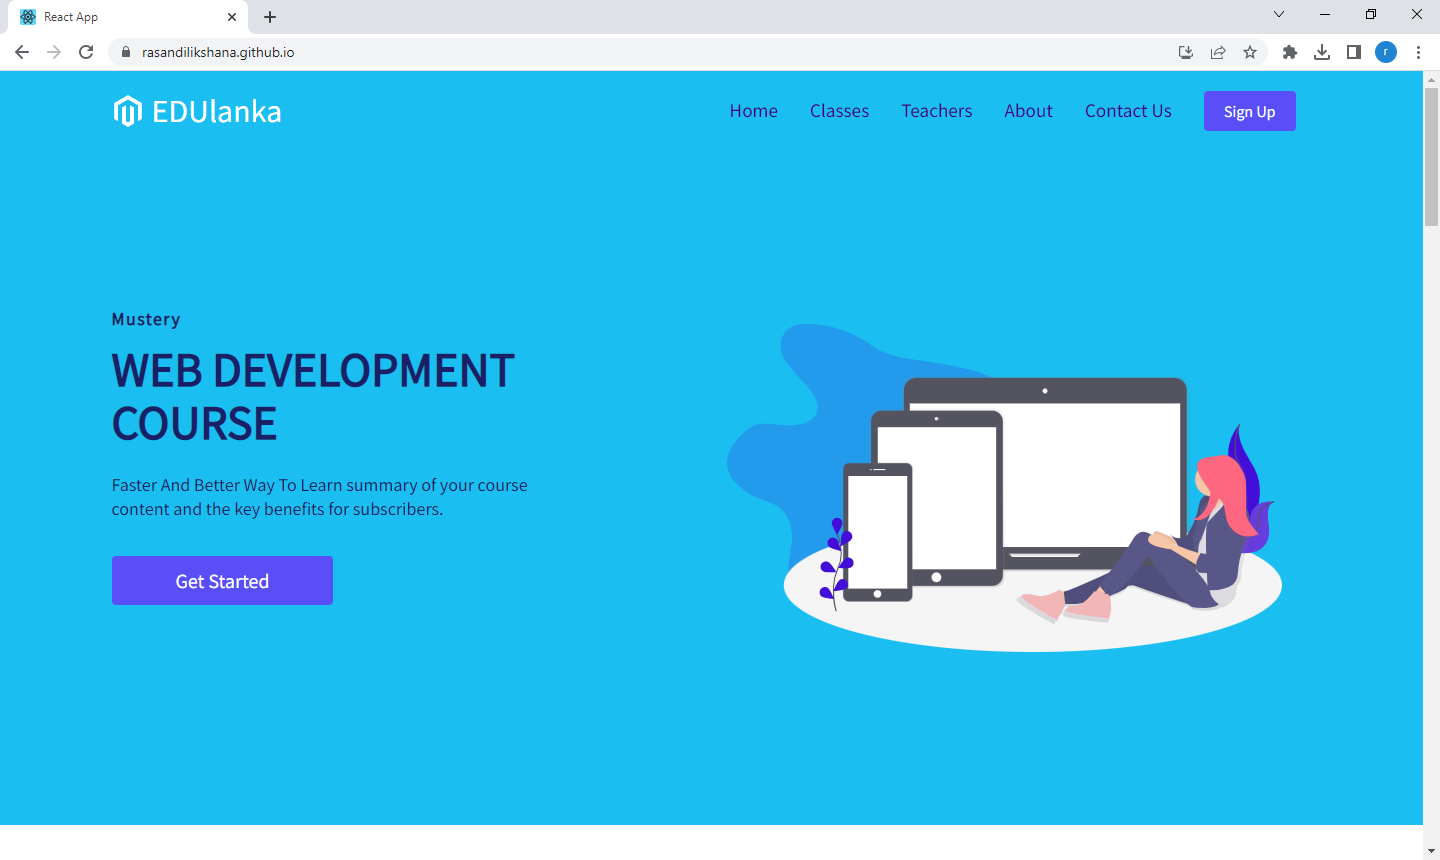 React App
rasandilikshana.github.io
r
EDUlanka
Home Classes Teachers About Contact Us Sign Up
Mustery
WEB DEVELOPMENT
COURSE
Faster And Better Way To Learn summary of your course
content and the key benefits for subscribers.
Get Started